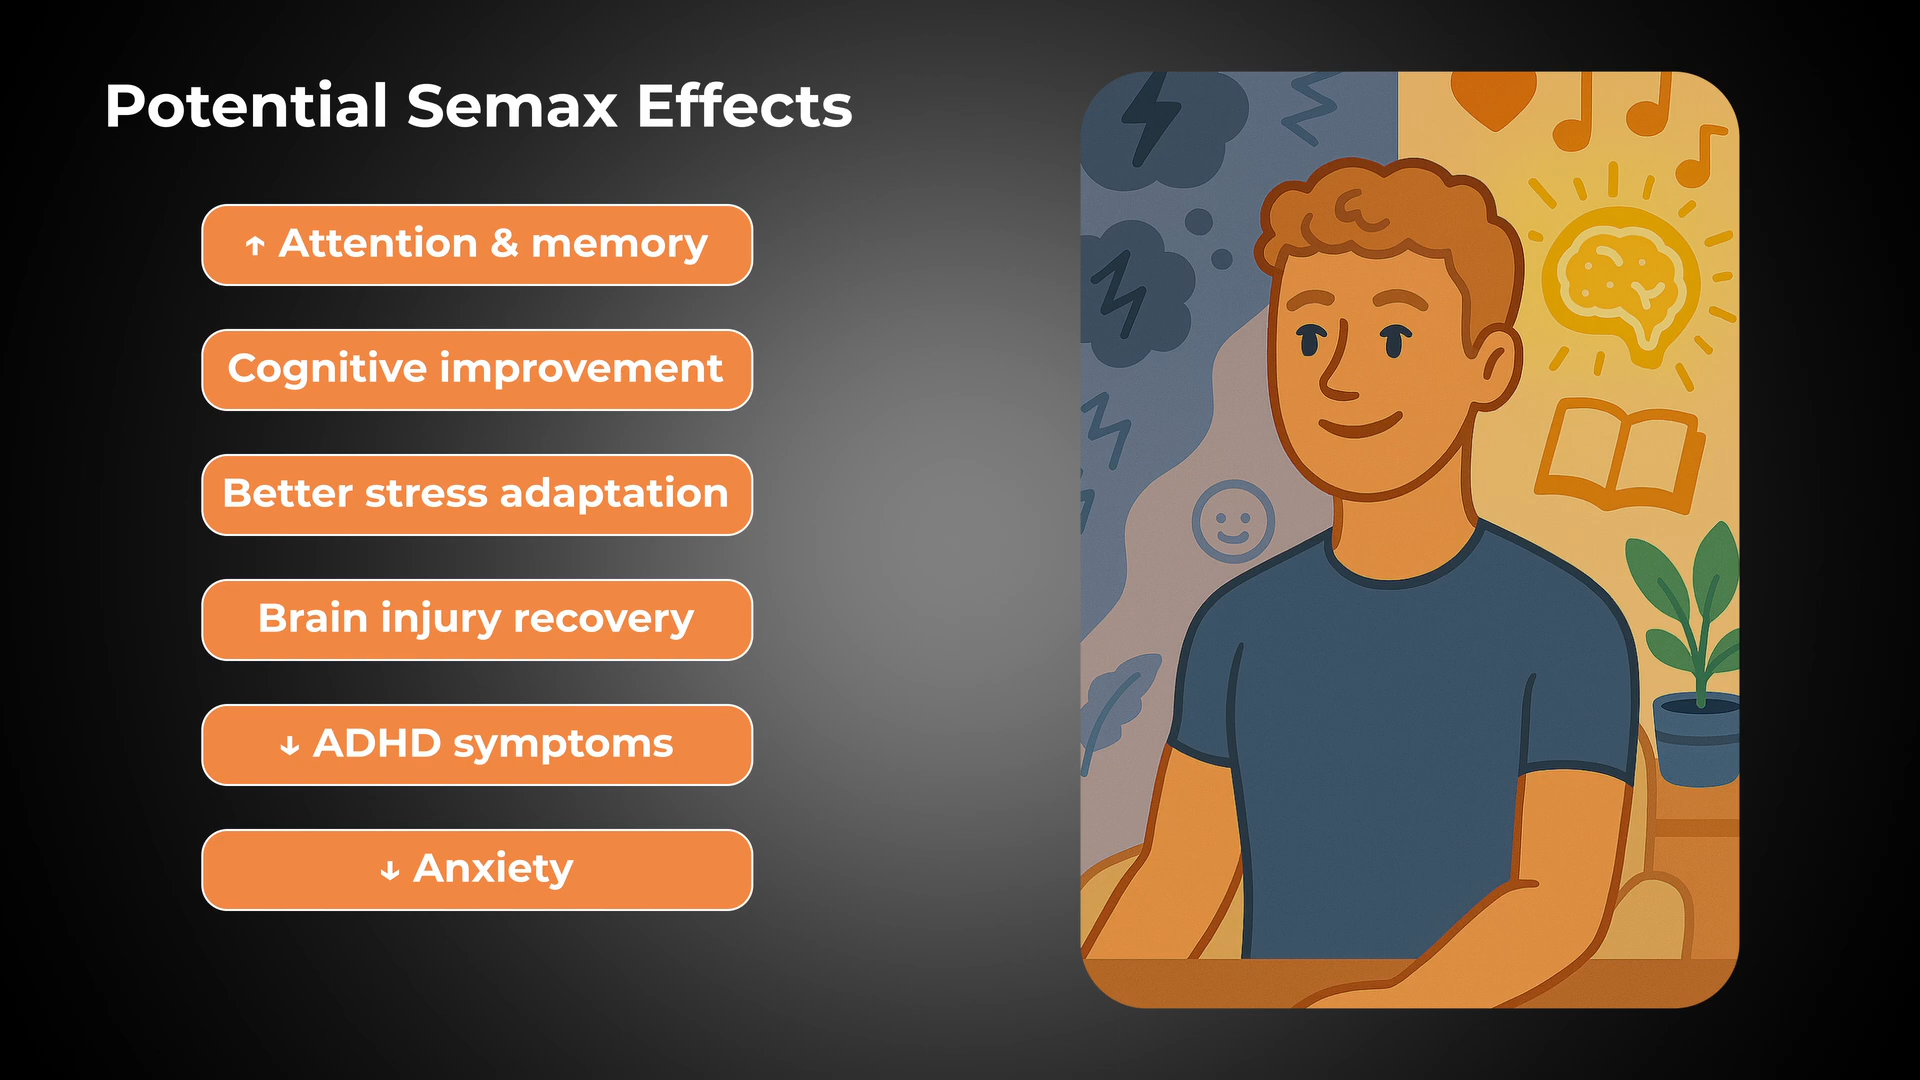 Potential Semax Effects
↑ Attention & memory
Cognitive improvement
Better stress adaptation
Brain injury recovery
↓ ADHD symptoms
↓ Anxiety